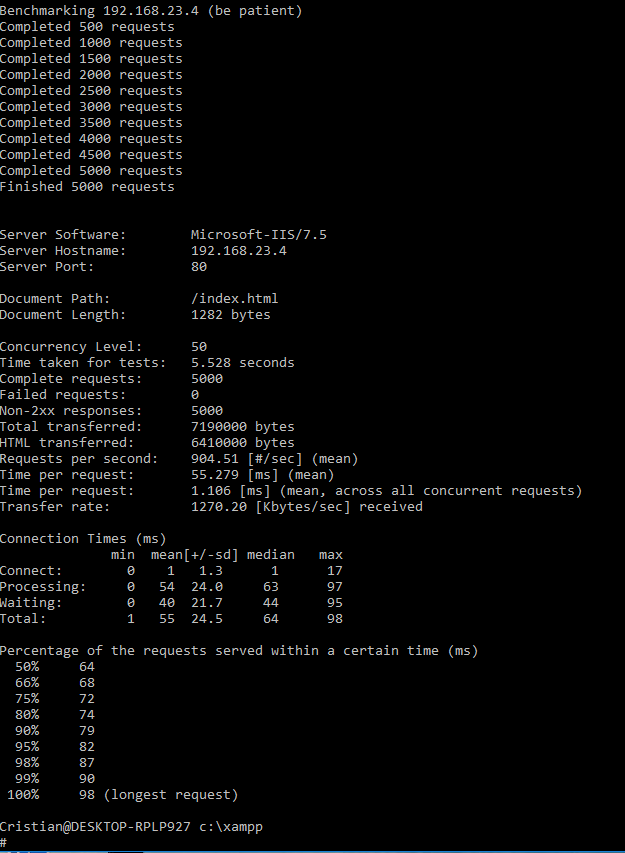 Benchmarking 192.168.23.4 (be patient)
Completed 500 requests
Completed 1000 requests
Completed 1500 requests
Completed 2000 requests
Completed 2500 requests
Completed 3000 requests
Completed 3500 requests
Completed 4000 requests
Completed 4500 requests
Completed 5000 requests
Finished 5000 requests
Server Software:        Microsoft-IIS/7.5
Server Hostname:        192.168.23.4
Server Port:            80
Document Path:          /index.html
Document Length:        1282 bytes
Concurrency Level:      50
Time taken for tests:   5.528 seconds
Complete requests:      5000
Failed requests:        0
Non-2xx responses:      5000
Total transferred:      7190000 bytes
HTML transferred:       6410000 bytes
Requests per second:    904.51 [#/sec] (mean)
Time per request:       55.279 [ms] (mean)
Time per request:       1.106 [ms] (mean, across all concurrent requests)
Transfer rate:          1270.20 [Kbytes/sec] received
Connection Times (ms)
              min  mean[+/-sd] median   max
Connect:        0    1   1.3      1      17
Processing:     0   54  24.0     63      97
Waiting:        0   40  21.7     44      95
Total:          1   55  24.5     64      98
Percentage of the requests served within a certain time (ms)
  50%     64
  66%     68
  75%     72
  80%     74
  90%     79
  95%     82
  98%     87
  99%     90
 100%     98 (longest request)
Cristian@DESKTOP-RPLP927 c:\xampp
#